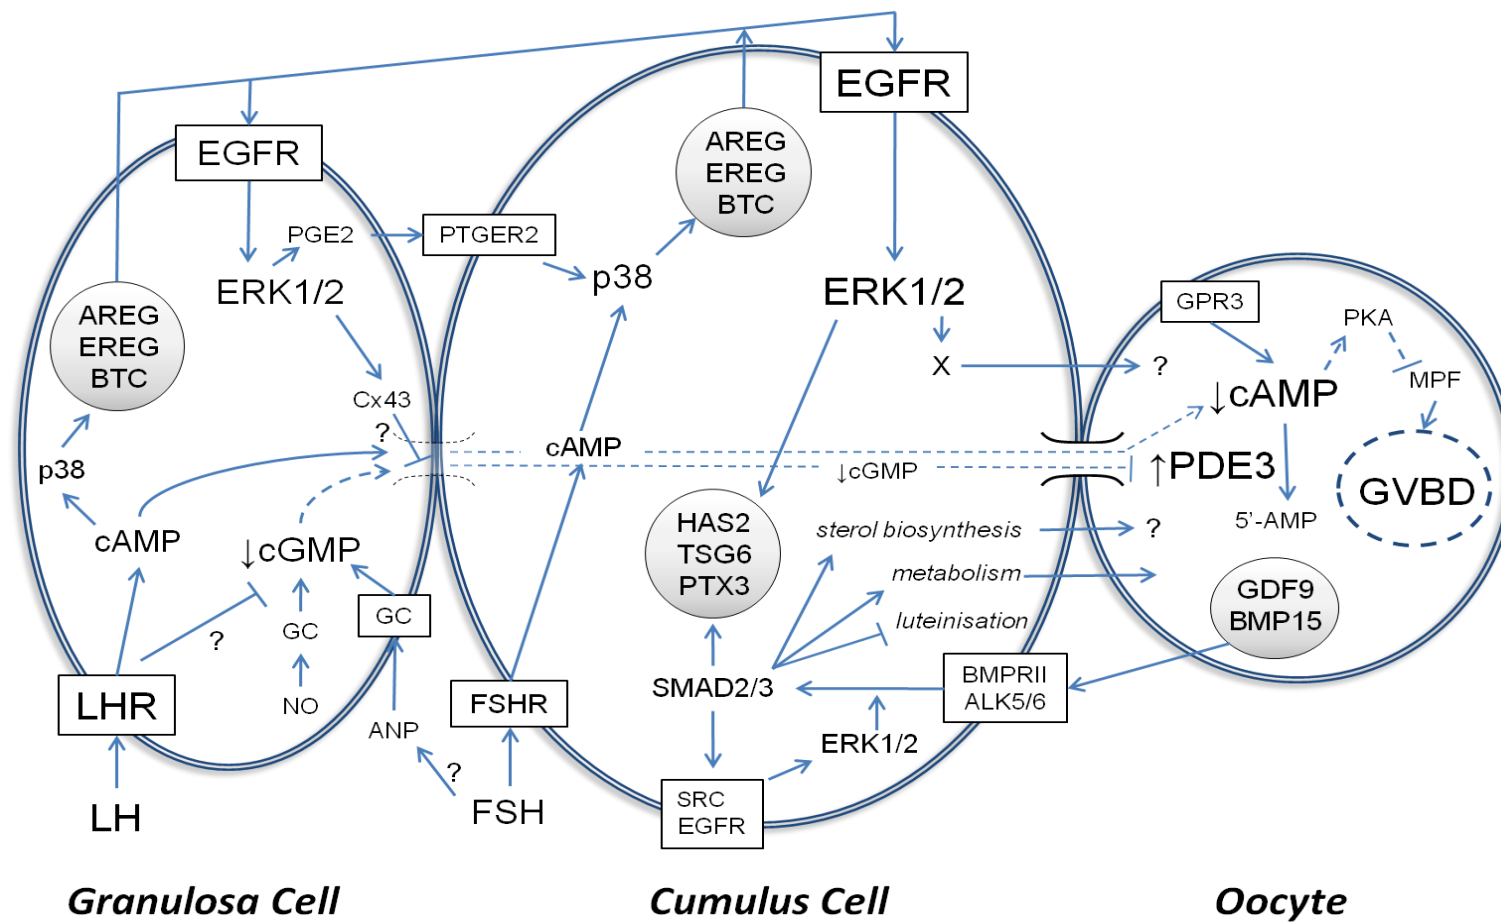 EGFR
EGFR
AREG
EREG
BTC
PGE2
PTGER2
ERK1/2
p38
ERK1/2
GPR3
PKA
AREG
EREG
BTC
X
?
MPF
↓cAMP
Cx43
?
cAMP
p38
↓cGMP
↑PDE3
GVBD
cAMP
↓cGMP
HAS2
TSG6
PTX3
sterol biosynthesis
?
5'-AMP
metabolism
GDF9
BMP15
luteinisation
GC
GC
?
LHR
NO
ANP
FSHR
SMAD2/3
BMPRII
ALK5/6
ERK1/2
?
LH
FSH
SRC
EGFR
Granulosa Cell
Cumulus Cell
Oocyte